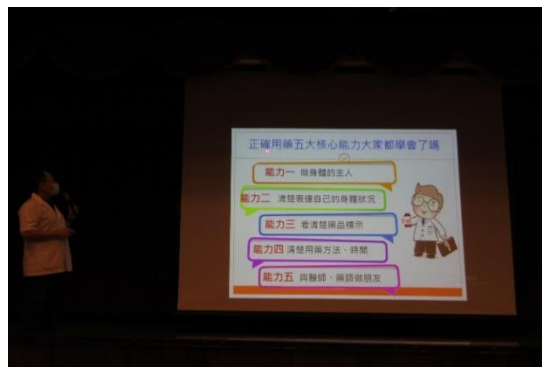 正確用藥五大核心能力大家都學會了嗎
能力一 做身體的主人
能力二 清楚表達自己的身體狀況
能力三 看清楚藥品標示
能力四 清楚用藥方法、時間
能力五 與醫師、藥師做朋友